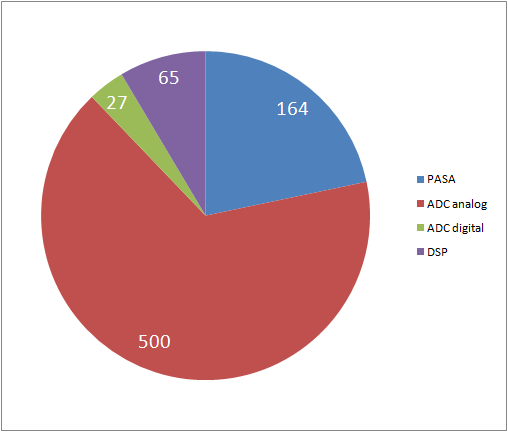 65
27
164
500
PASA
ADC analog
ADC digital
DSP